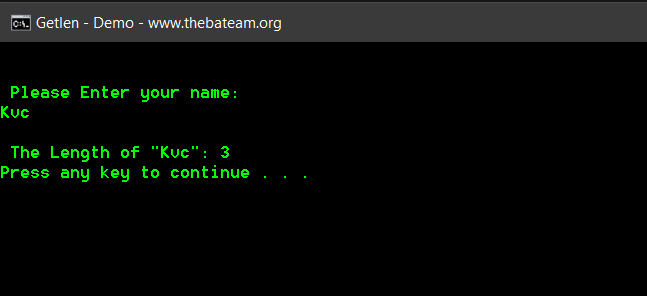 Getlen - Demo - www.thebateam.org
Please Enter your name:
Kvc
The Length of "Kvc": 3
Press any key to continue . . .